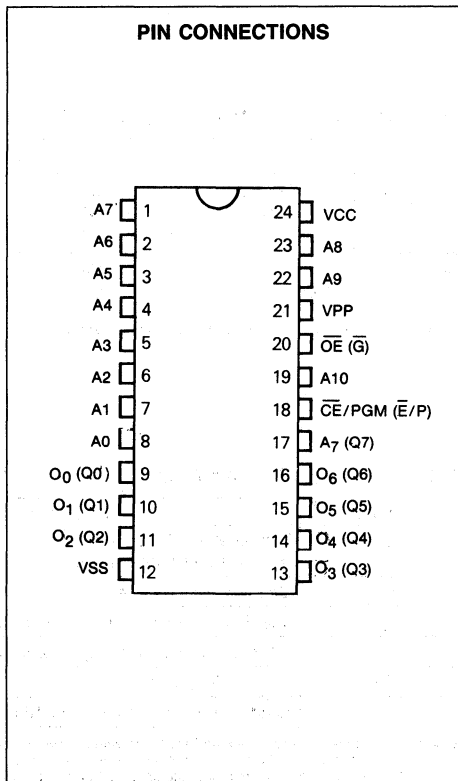 PIN CONNECTIONS
A7 1 24 VCC
A6 2 23 A8
A5 3 22 A9
A4 4 21 VPP
A3 5 20 O̅E̅ (G̅)
A2 6 19 A10
A1 7 18 C̅E̅/PGM (E̅/P)
A0 8 17 A7 (Q7)
O0 (Q0) 9 16 O6 (Q6)
O1 (Q1) 10 15 O5 (Q5)
O2 (Q2) 11 14 O4 (Q4)
VSS 12 13 O3 (Q3)